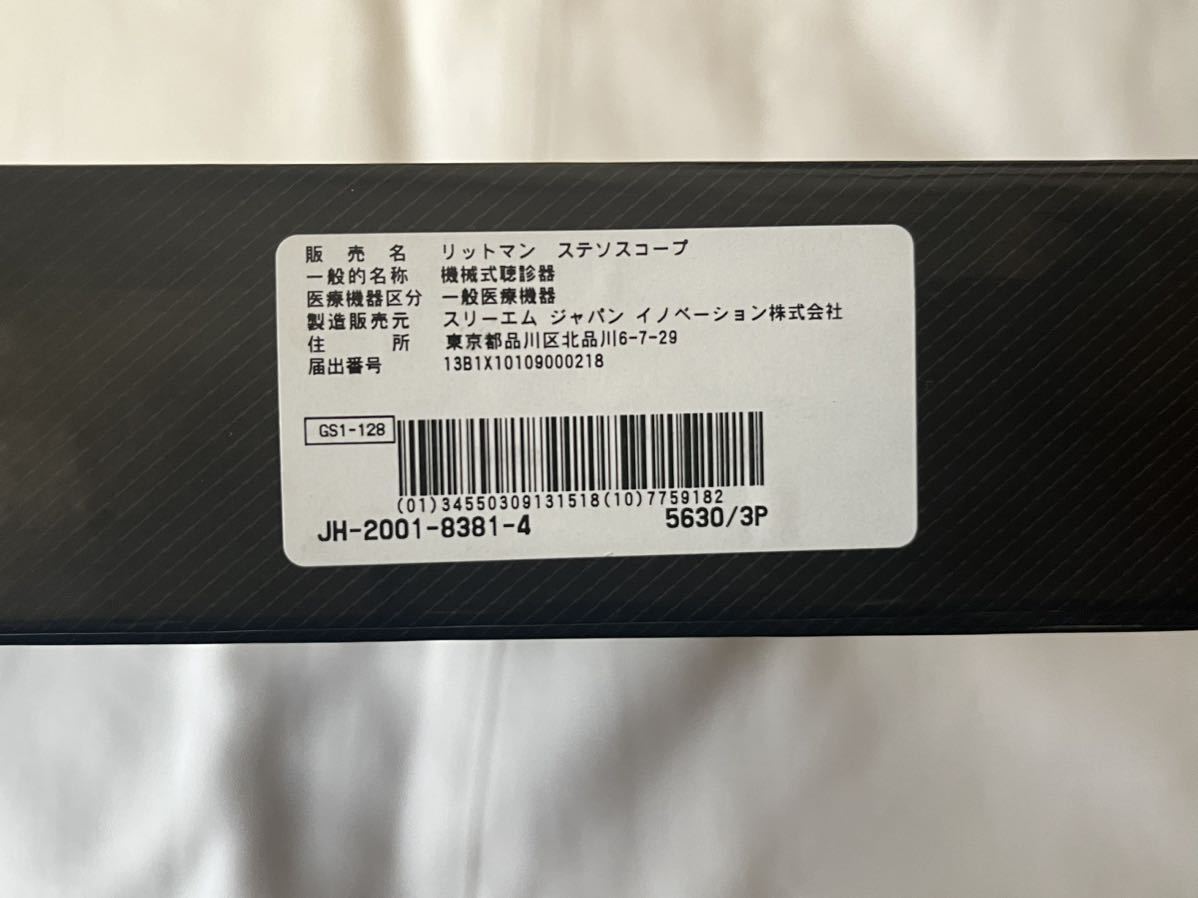 販売名 リットマン ステソスコープ
一般的名称 機械式聴診器
医療機器区分 一般医療機器
製造販売元 スリーエム ジャパン イノベーション株式会社
住所 東京都品川区北品川6-7-29
届出番号 13B1X10109000218
GS1-128
(01)34550309131518(10)7759182
JH-2001-8381-4 5630/3P